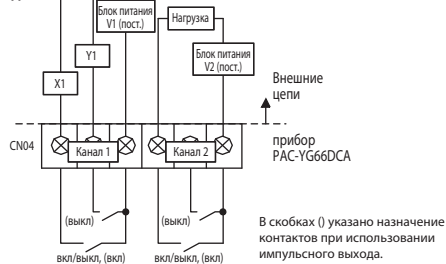 Блок питания
V1 (пост.)
Нагрузка
Y1
Блок питания
V2 (пост.)
X1
Внешние
цепи
CN04
Канал 1
Канал 2
прибор
PAC-YG66DCA
(выкл)
(выкл)
В скобках () указано назначение
контактов при использовании
импульсного выхода.
вкл/выкл, (вкл)
вкл/выкл, (вкл)